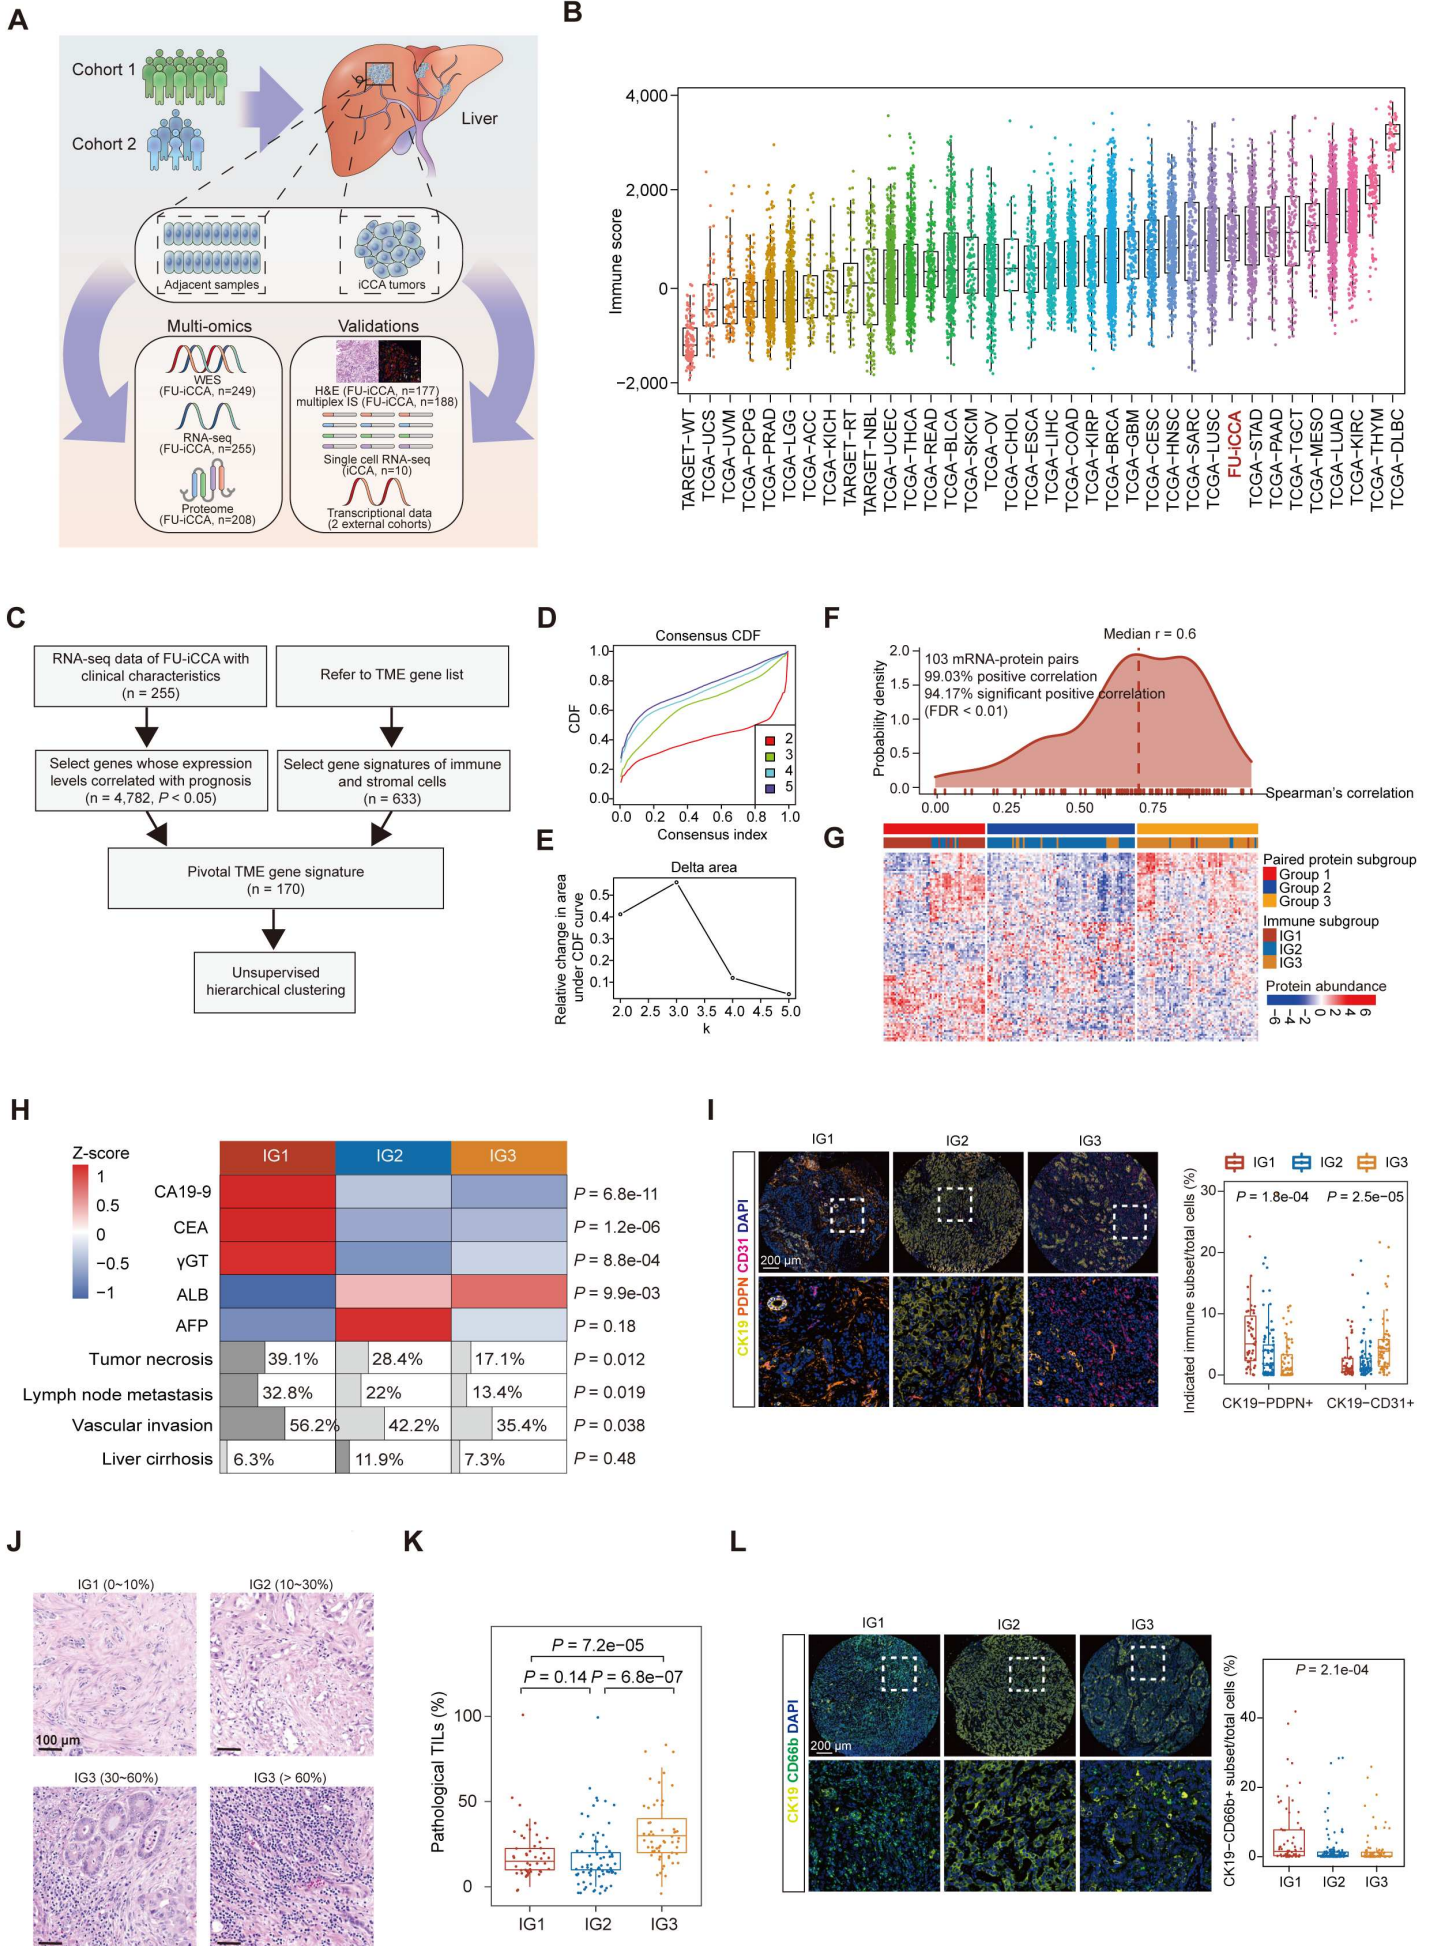 A
Cohort 1
Cohort 2
Liver
Adjacent samples
iCCA tumors
Multi-omics
Validations
WES
(FU-iCCA, n=249)
RNA-seq
(FU-iCCA, n=255)
Proteome
(FU-iCCA, n=208)
H&E (FU-iCCA, n=177)
multiplex IS (FU-iCCA, n=188)
Single cell RNA-seq
(iCCA, n=10)
Transcriptional data
(2 external cohorts)
B
Immune score
4,000
2,000
0
−2,000
TARGET−WT
TCGA−UCS
TCGA−UVM
TCGA−PCPG
TCGA−PRAD
TCGA−LGG
TCGA−ACC
TCGA−KICH
TARGET−RT
TARGET−NBL
TCGA−UCEC
TCGA−THCA
TCGA−READ
TCGA−BLCA
TCGA−SKCM
TCGA−OV
TCGA−CHOL
TCGA−ESCA
TCGA−LIHC
TCGA−COAD
TCGA−KIRP
TCGA−BRCA
TCGA−GBM
TCGA−CESC
TCGA−HNSC
TCGA−SARC
TCGA−LUSC
FU-iCCA
TCGA−STAD
TCGA−PAAD
TCGA−TGCT
TCGA−MESO
TCGA−LUAD
TCGA−KIRC
TCGA−THYM
TCGA−DLBC
C
RNA-seq data of FU-iCCA with
clinical characteristics
(n = 255)
Refer to TME gene list
Select genes whose expression
levels correlated with prognosis
(n = 4,782, P < 0.05)
Select gene signatures of immune
and stromal cells
(n = 633)
Pivotal TME gene signature
(n = 170)
Unsupervised
hierarchical clustering
D
Consensus CDF
CDF
1.0
0.8
0.6
0.4
0.2
0.0
2
3
4
5
0.0 0.2 0.4 0.6 0.8 1.0
Consensus index
E
Delta area
Relative change in area
under CDF curve
0.5
0.4
0.3
0.2
0.1
2.0 2.5 3.0 3.5 4.0 4.5 5.0
k
F
Median r = 0.6
103 mRNA-protein pairs
99.03% positive correlation
94.17% significant positive correlation
(FDR < 0.01)
Probability density
2.0
1.5
1.0
0.5
0.0
0.00 0.25 0.50 0.75
Spearman's correlation
G
Paired protein subgroup
Group 1
Group 2
Group 3
Immune subgroup
IG1
IG2
IG3
Protein abundance
−6 −4 −2 0 2 4 6
H
Z-score
1
0.5
0
−0.5
−1
IG1 IG2 IG3
CA19-9 P = 6.8e-11
CEA P = 1.2e-06
γGT P = 8.8e-04
ALB P = 9.9e-03
AFP P = 0.18
Tumor necrosis 39.1% 28.4% 17.1% P = 0.012
Lymph node metastasis 32.8% 22% 13.4% P = 0.019
Vascular invasion 56.2% 42.2% 35.4% P = 0.038
Liver cirrhosis 6.3% 11.9% 7.3% P = 0.48
I
IG1 IG2 IG3
CK19 PDPN CD31 DAPI
200 μm
IG1 IG2 IG3
P = 1.8e−04 P = 2.5e−05
Indicated immune subset/total cells (%)
30
20
10
0
CK19−PDPN+ CK19−CD31+
J
IG1 (0~10%)
IG2 (10~30%)
100 μm
IG3 (30~60%)
IG3 (> 60%)
K
P = 7.2e−05
P = 0.14 P = 6.8e−07
Pathological TILs (%)
100
50
0
IG1 IG2 IG3
L
IG1 IG2 IG3
CK19 CD66b DAPI
200 μm
P = 2.1e-04
CK19−CD66b+ subset/total cells (%)
40
20
0
IG1 IG2 IG3